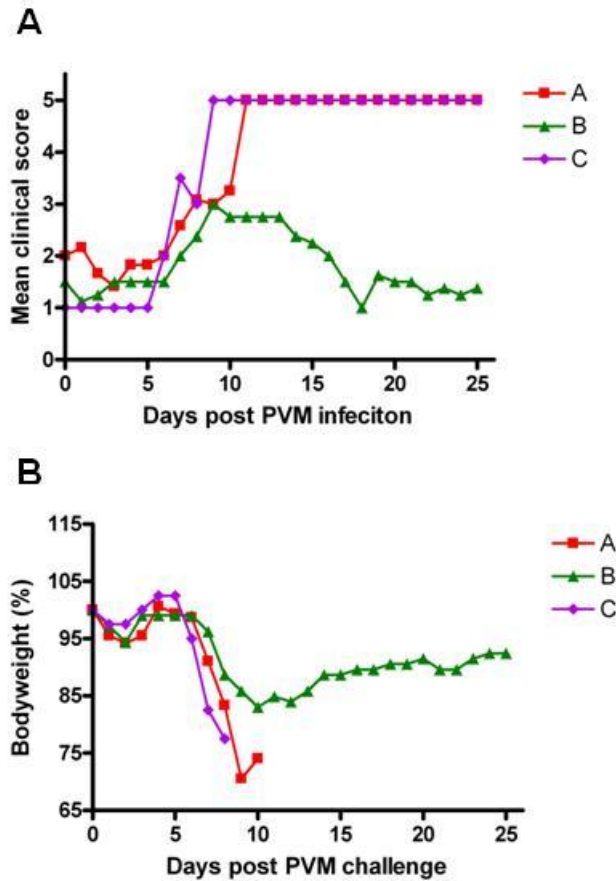 A
Mean clinical score
5
4
3
2
1
0
0 5 10 15 20 25
Days post PVM infeciton
A
B
C
B
Bodyweight (%)
115
105
95
85
75
65
0 5 10 15 20 25
Days post PVM challenge
A
B
C